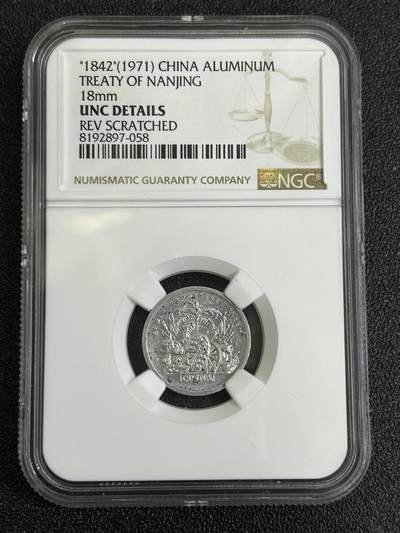 "1842"(1971) CHINA ALUMINUM
TREATY OF NANJING
18mm
UNC DETAILS
REV SCRATCHED
8192897-058
NUMISMATIC GUARANTY COMPANY
NGC®